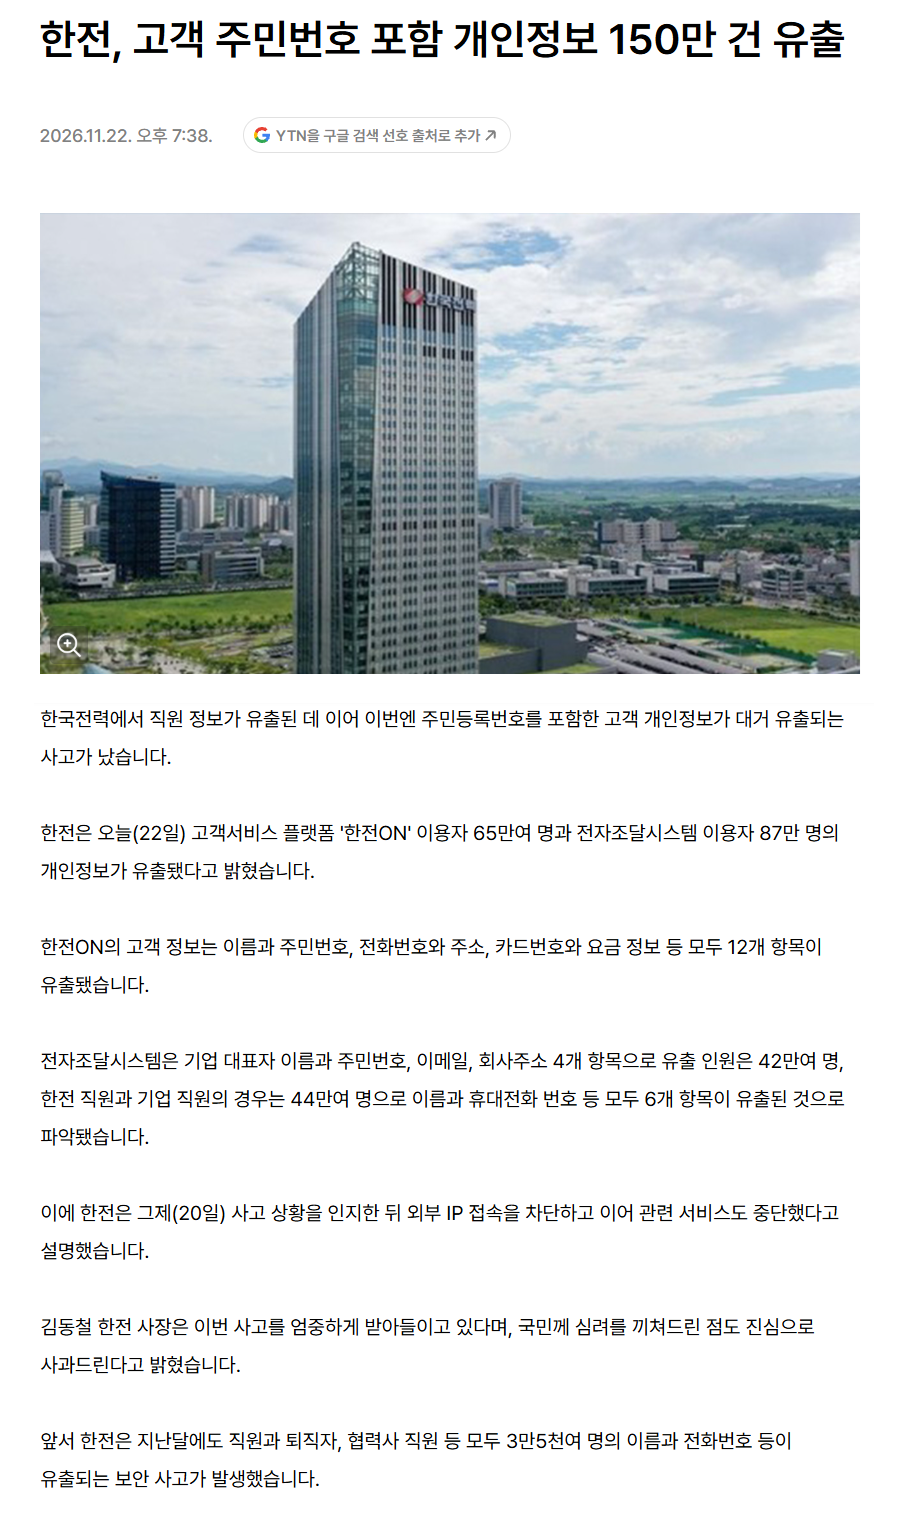 한전, 고객 주민번호 포함 개인정보 150만 건 유출
2026.11.22. 오후 7:38.
YTN을 구글 검색 선호 출처로 추가
한국전력
한국전력에서 직원 정보가 유출된 데 이어 이번엔 주민등록번호를 포함한 고객 개인정보가 대거 유출되는
사고가 났습니다.
한전은 오늘(22일) 고객서비스 플랫폼 '한전ON' 이용자 65만여 명과 전자조달시스템 이용자 87만 명의
개인정보가 유출됐다고 밝혔습니다.
한전ON의 고객 정보는 이름과 주민번호, 전화번호와 주소, 카드번호와 요금 정보 등 모두 12개 항목이
유출됐습니다.
전자조달시스템은 기업 대표자 이름과 주민번호, 이메일, 회사주소 4개 항목으로 유출 인원은 42만여 명,
한전 직원과 기업 직원의 경우는 44만여 명으로 이름과 휴대전화 번호 등 모두 6개 항목이 유출된 것으로
파악됐습니다.
이에 한전은 그제(20일) 사고 상황을 인지한 뒤 외부 IP 접속을 차단하고 이어 관련 서비스도 중단했다고
설명했습니다.
김동철 한전 사장은 이번 사고를 엄중하게 받아들이고 있다며, 국민께 심려를 끼쳐드린 점도 진심으로
사과드린다고 밝혔습니다.
앞서 한전은 지난달에도 직원과 퇴직자, 협력사 직원 등 모두 3만5천여 명의 이름과 전화번호 등이
유출되는 보안 사고가 발생했습니다.